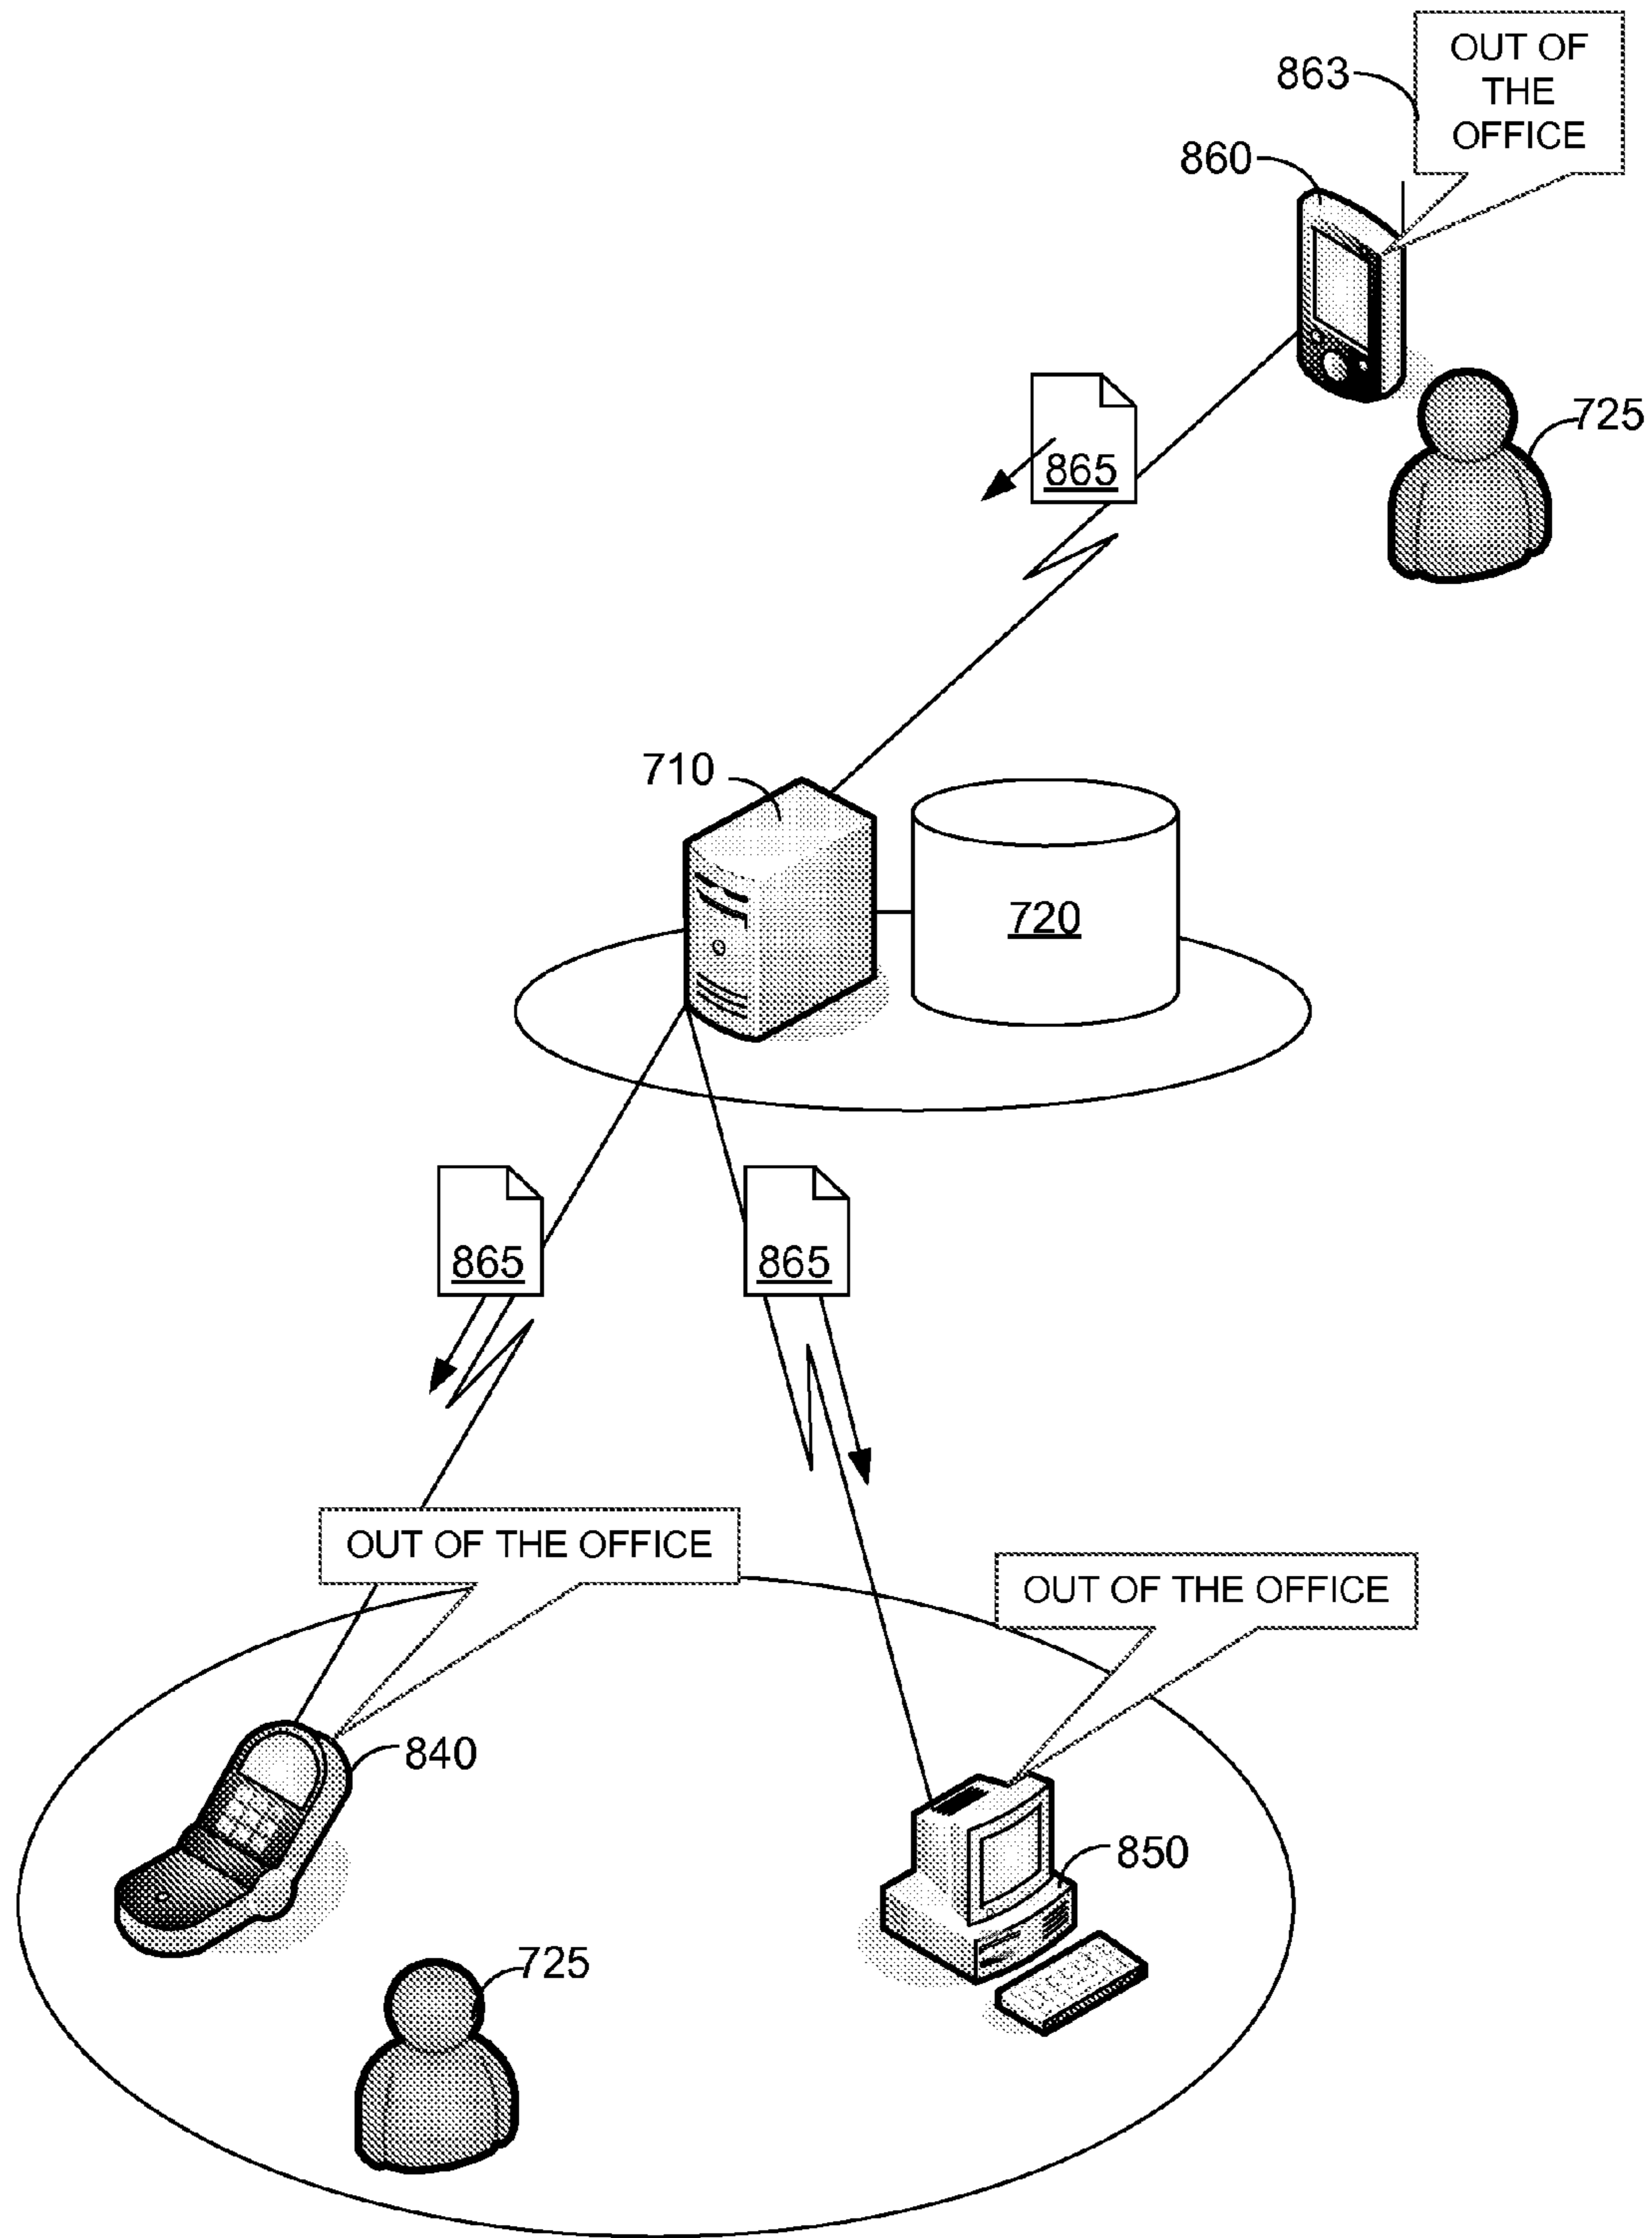 OUT OF
THE
OFFICE
863
860
725
865
710
720
865
865
OUT OF THE OFFICE
OUT OF THE OFFICE
840
850
725